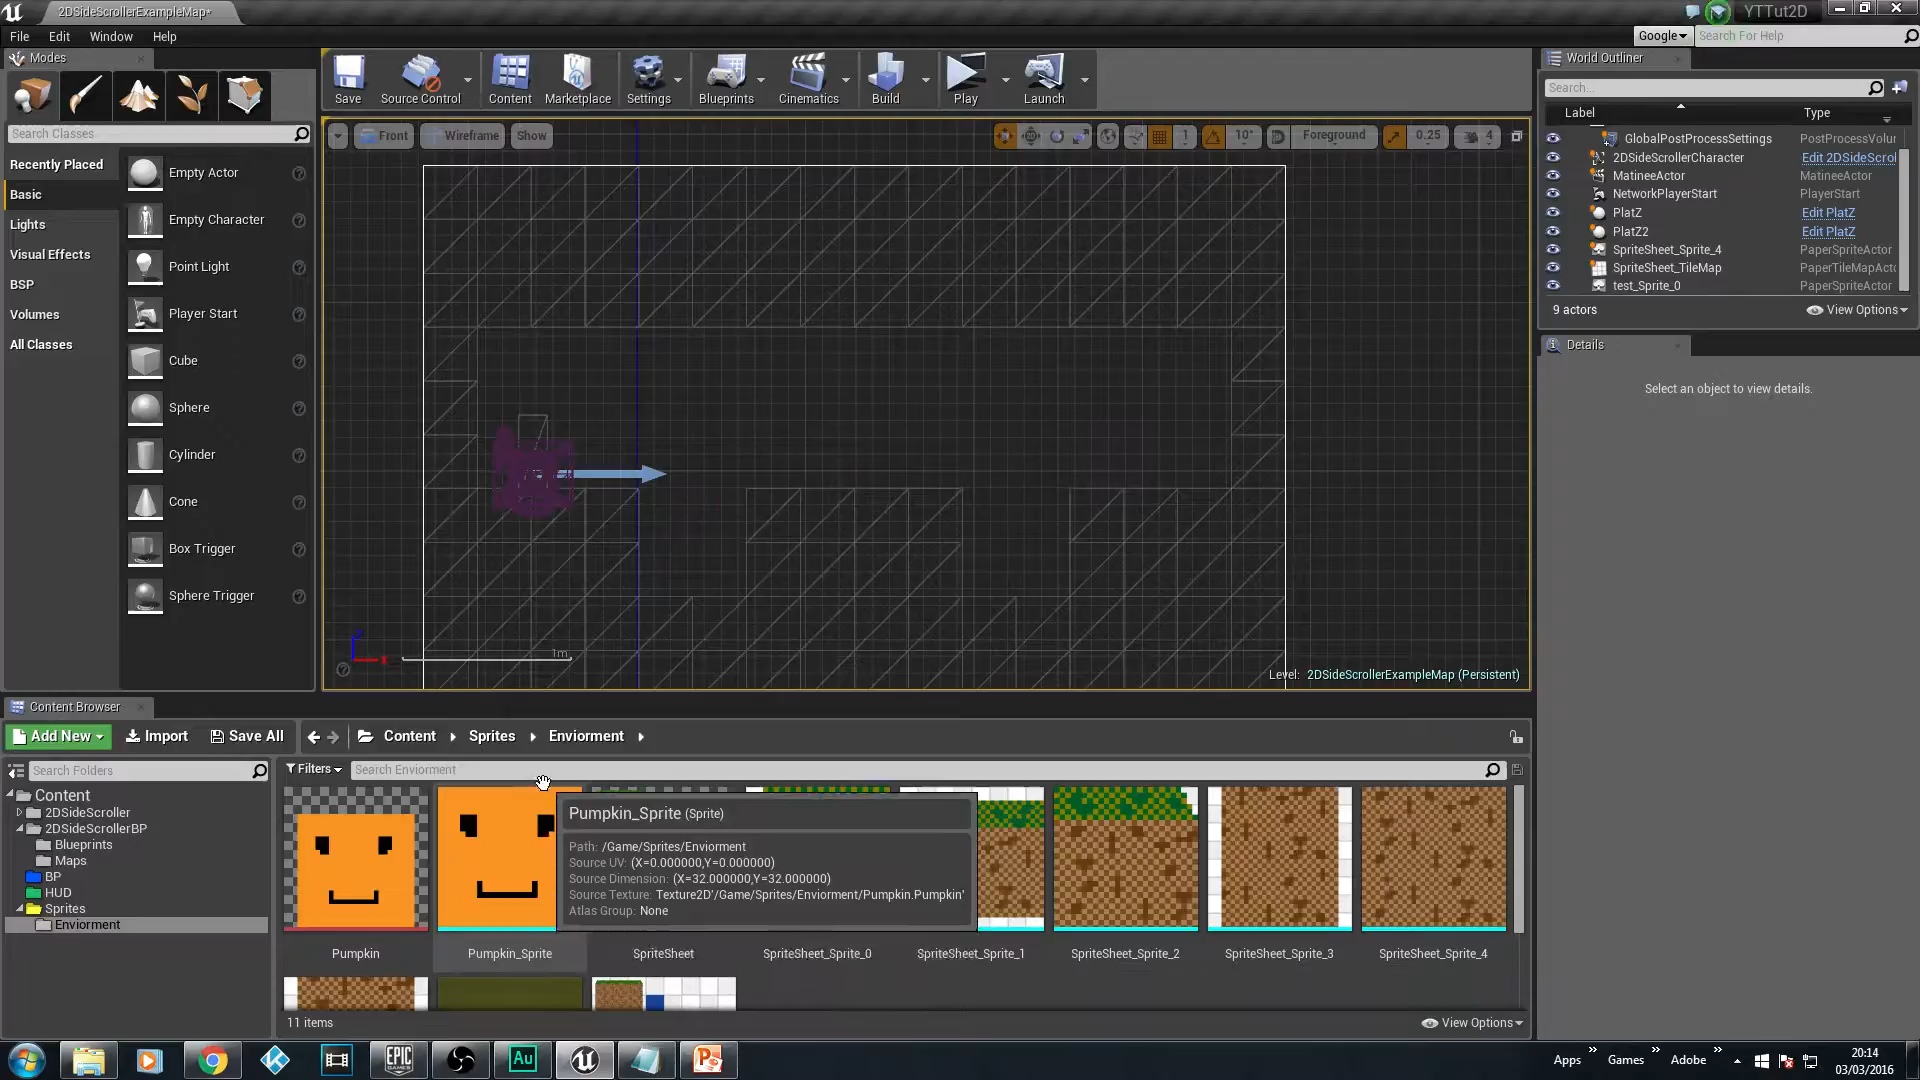 2DSideScrollerExampleMap*
YTTut2D
File Edit Window Help
Google
Search For Help
Modes
Search Classes
Recently Placed
Basic
Lights
Visual Effects
BSP
Volumes
All Classes
Empty Actor
Empty Character
Point Light
Player Start
Cube
Sphere
Cylinder
Cone
Box Trigger
Sphere Trigger
Save
Source Control
Content
Marketplace
Settings
Blueprints
Cinematics
Build
Play
Launch
Front
Wireframe
Show
1
10°
Foreground
0.25
4
1m
Level: 2DSideScrollerExampleMap (Persistent)
World Outliner
Search...
Label Type
GlobalPostProcessSettings PostProcessVolur
2DSideScrollerCharacter Edit 2DSideScrol
MatineeActor MatineeActor
NetworkPlayerStart PlayerStart
PlatZ Edit PlatZ
PlatZ2 Edit PlatZ
SpriteSheet_Sprite_4 PaperSpriteActor
SpriteSheet_TileMap PaperTileMapActo
test_Sprite_0 PaperSpriteActor
9 actors
View Options
Details
Select an object to view details.
Content Browser
Add New
Import
Save All
Content
Sprites
Enviorment
Search Folders
Content
2DSideScroller
2DSideScrollerBP
Blueprints
Maps
BP
HUD
Sprites
Enviorment
Filters
Search Enviorment
Pumpkin_Sprite (Sprite)
Path: /Game/Sprites/Enviorment
Source UV: (X=0.000000,Y=0.000000)
Source Dimension: (X=32.000000,Y=32.000000)
Source Texture: Texture2D'/Game/Sprites/Enviorment/Pumpkin.Pumpkin'
Atlas Group: None
Pumpkin
Pumpkin_Sprite
SpriteSheet
SpriteSheet_Sprite_0
SpriteSheet_Sprite_1
SpriteSheet_Sprite_2
SpriteSheet_Sprite_3
SpriteSheet_Sprite_4
11 items
View Options
EPIC
GAMES
Au
Apps
Games
Adobe
20:14
03/03/2016